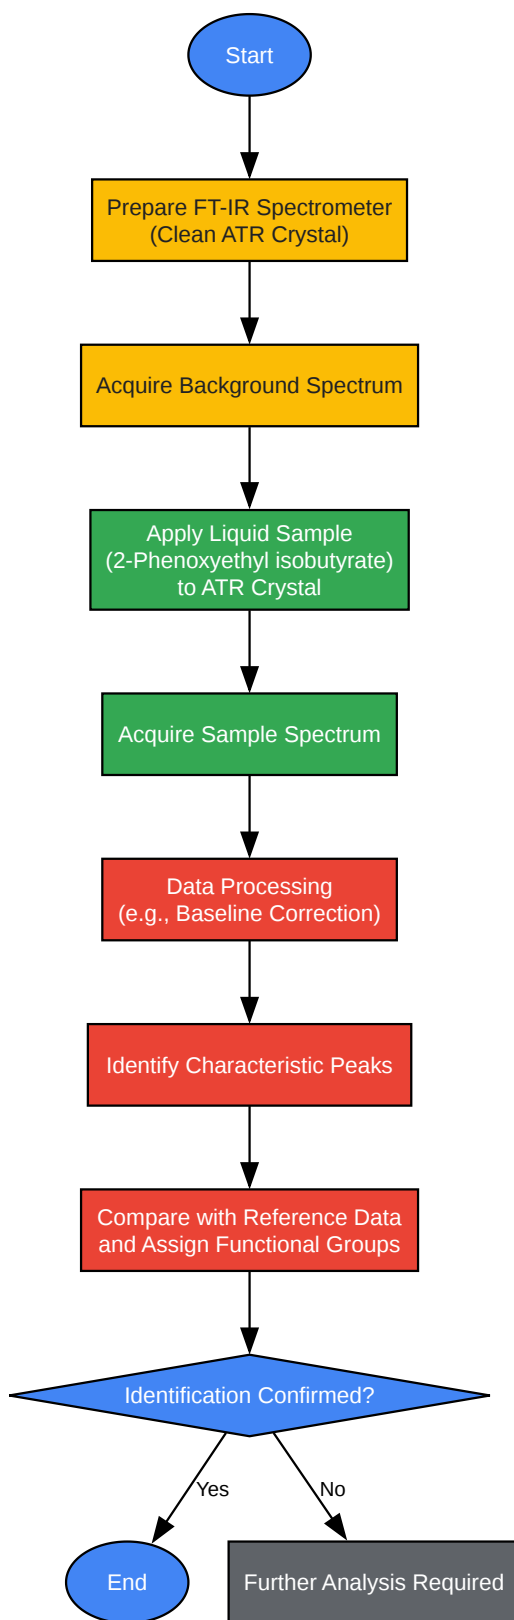 Start
Prepare FT-IR Spectrometer
(Clean ATR Crystal)
Acquire Background Spectrum
Apply Liquid Sample
(2-Phenoxyethyl isobutyrate)
to ATR Crystal
Acquire Sample Spectrum
Data Processing
(e.g., Baseline Correction)
Identify Characteristic Peaks
Compare with Reference Data
and Assign Functional Groups
Identification Confirmed?
Yes
No
End
Further Analysis Required